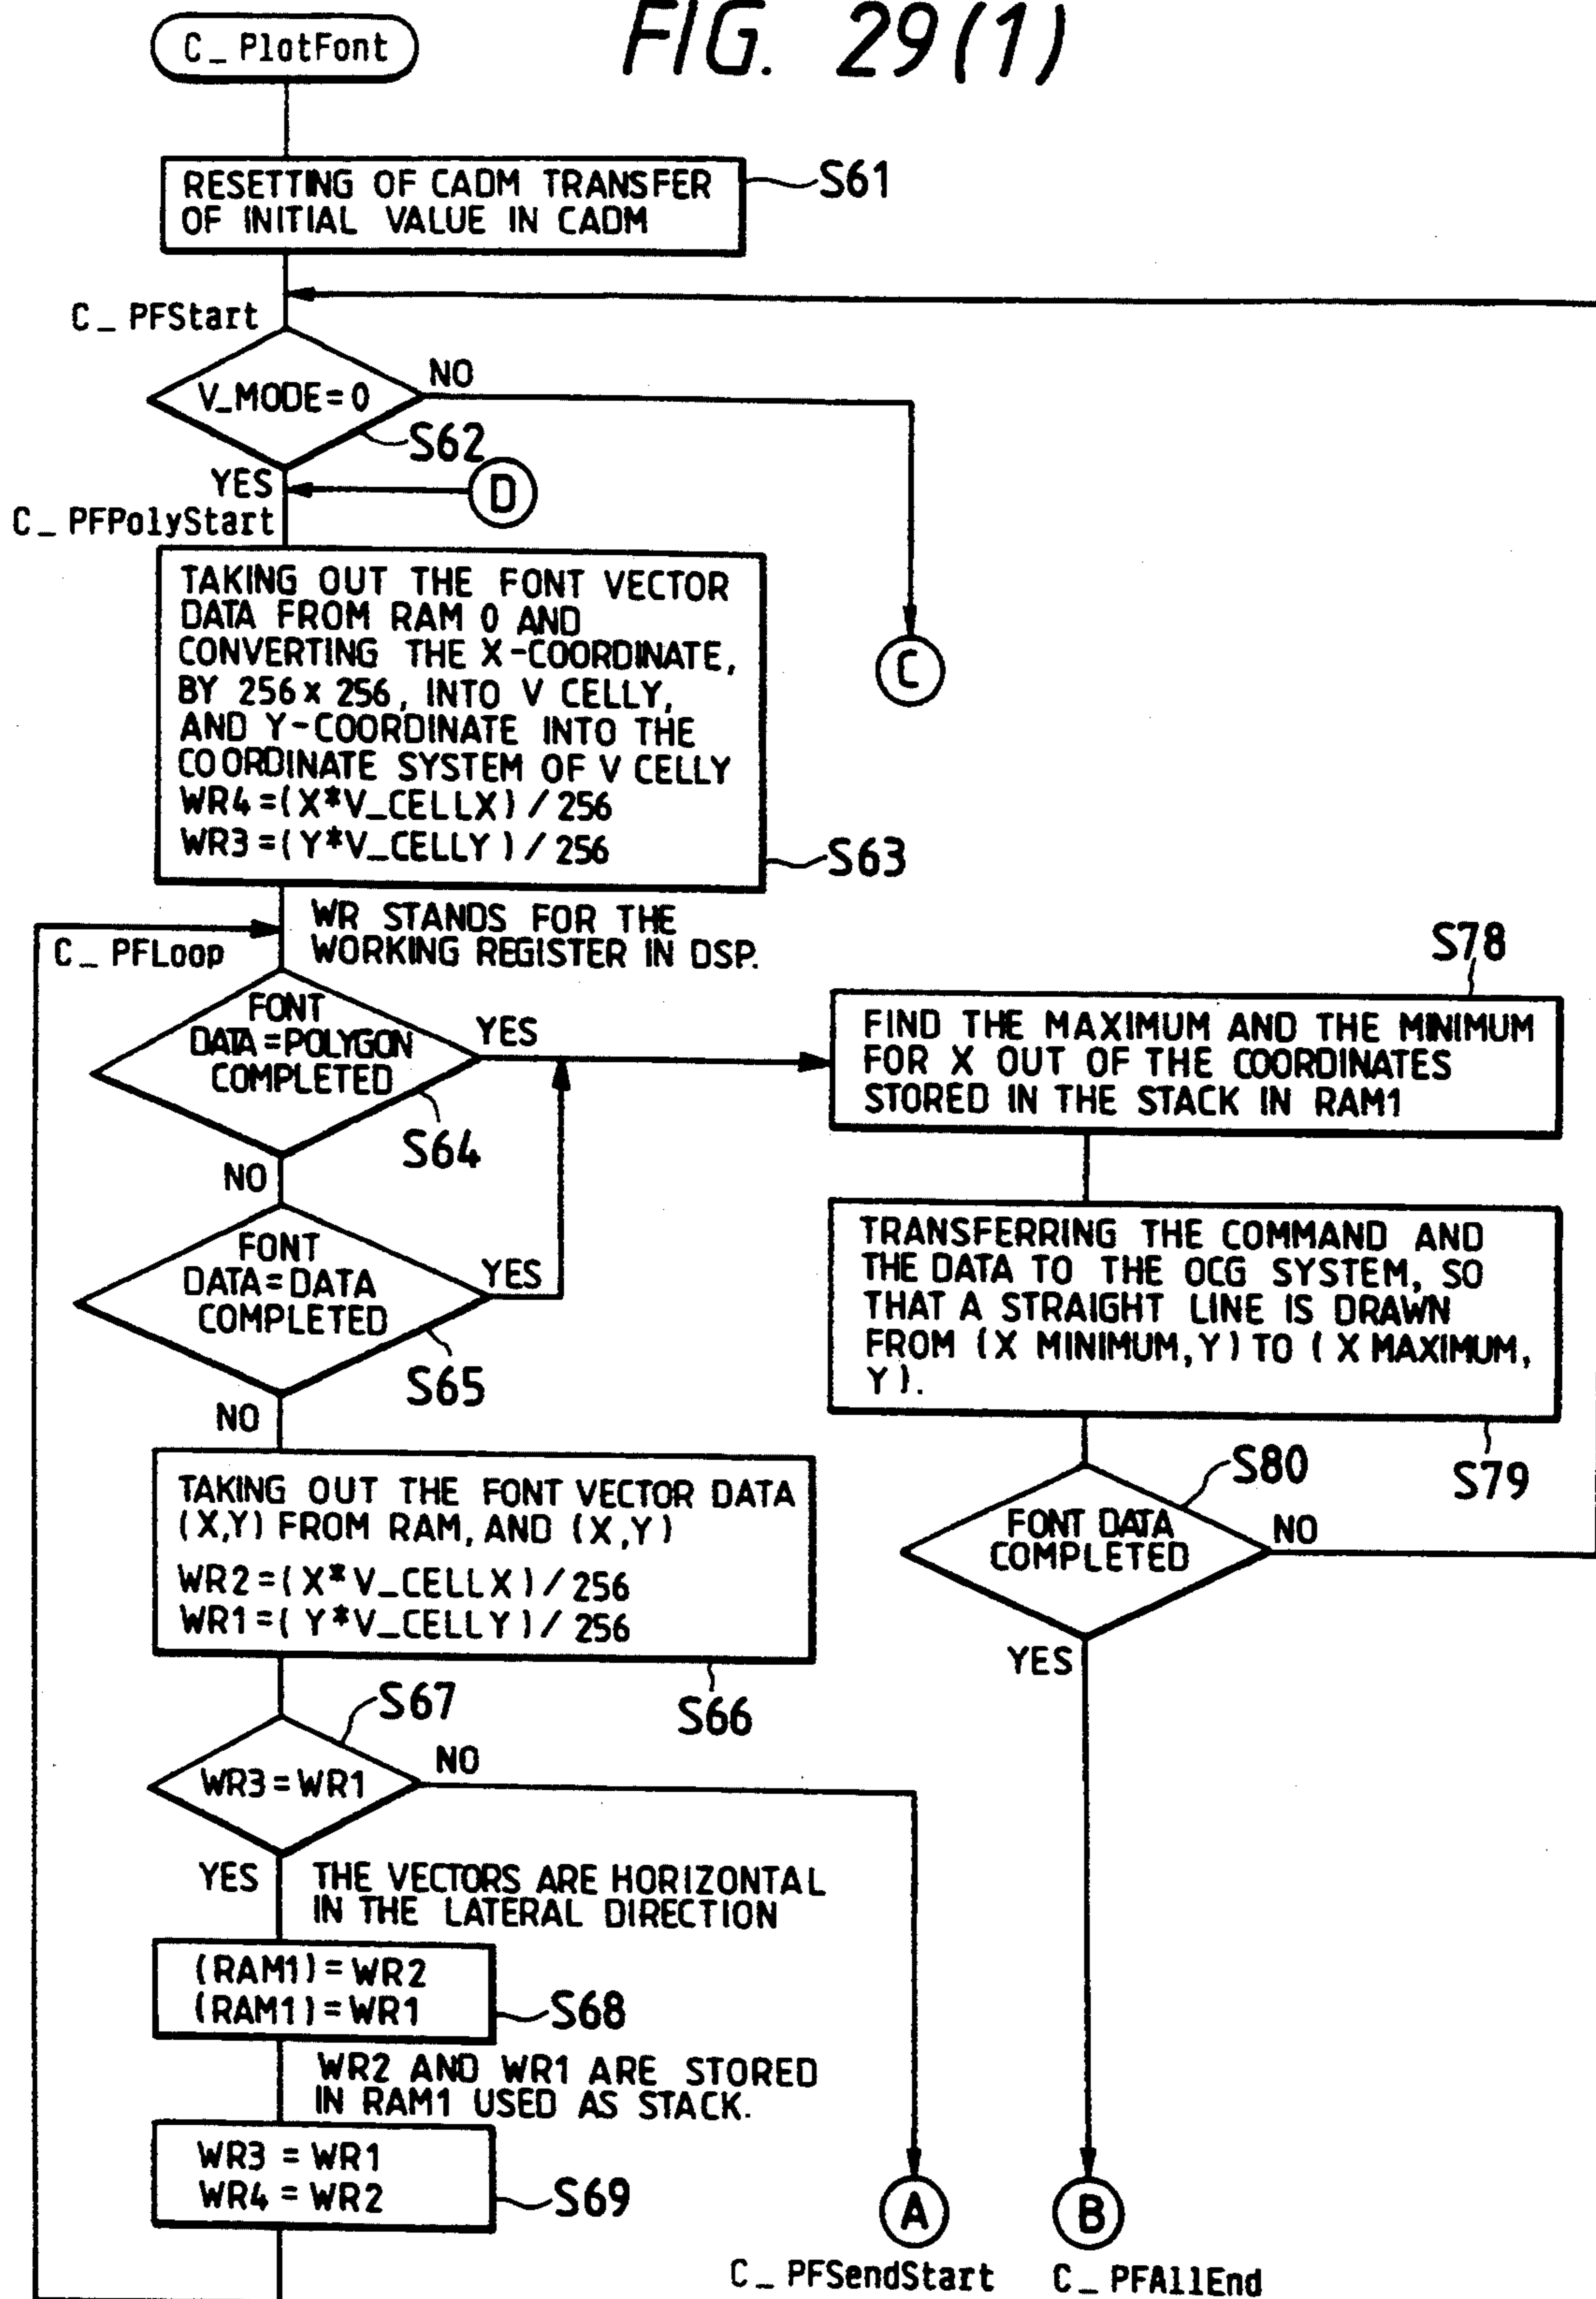 FIG. 29(1)
C_PlotFont
RESETTING OF CADM TRANSFER
OF INITIAL VALUE IN CADM
S61
C_PFStart
V_MODE=0
NO
S62
YES
D
C_PFPolyStart
TAKING OUT THE FONT VECTOR
DATA FROM RAM 0 AND
CONVERTING THE X-COORDINATE,
BY 256 x 256, INTO V CELLY,
AND Y-COORDINATE INTO THE
COORDINATE SYSTEM OF V CELLY
WR4=(X*V_CELLX)/256
WR3=(Y*V_CELLY)/256
S63
C
WR STANDS FOR THE
WORKING REGISTER IN DSP.
C_PFLoop
FONT
DATA=POLYGON
COMPLETED
YES
S64
NO
FONT
DATA=DATA
COMPLETED
YES
S65
NO
TAKING OUT THE FONT VECTOR DATA
(X,Y) FROM RAM, AND (X,Y)
WR2=(X*V_CELLX)/256
WR1=(Y*V_CELLY)/256
S66
S67
WR3=WR1
NO
YES
THE VECTORS ARE HORIZONTAL
IN THE LATERAL DIRECTION
(RAM1)=WR2
(RAM1)=WR1
S68
WR2 AND WR1 ARE STORED
IN RAM1 USED AS STACK.
WR3 = WR1
WR4 = WR2
S69
S78
FIND THE MAXIMUM AND THE MINIMUM
FOR X OUT OF THE COORDINATES
STORED IN THE STACK IN RAM1
TRANSFERRING THE COMMAND AND
THE DATA TO THE OCG SYSTEM, SO
THAT A STRAIGHT LINE IS DRAWN
FROM (X MINIMUM,Y) TO (X MAXIMUM,
Y).
S79
S80
FONT DATA
COMPLETED
NO
YES
A
C_PFSendStart
B
C_PFAllEnd